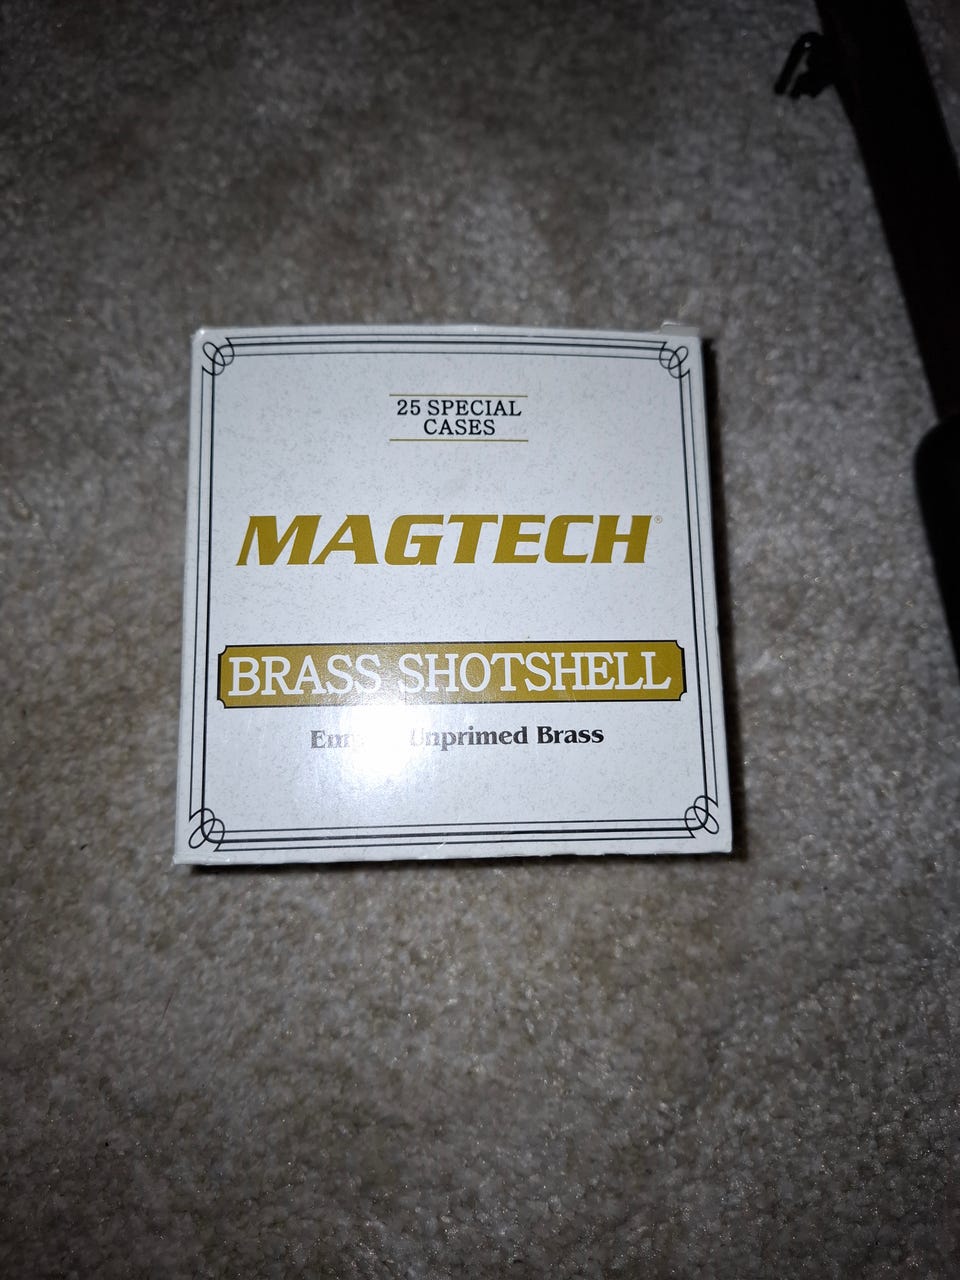 25 SPECIAL
CASES
MAGTECH®
BRASS SHOTSHELL
Unprimed Brass